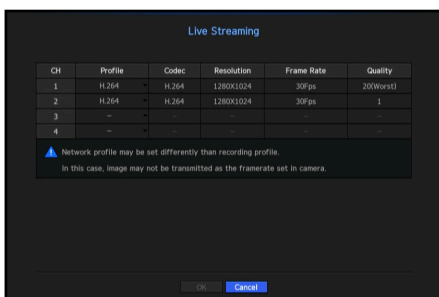 Live Streaming
CH Profile Codec Resolution Frame Rate Quality
1 H.264 H.264 1280X1024 30Fps 20(Worst)
2 H.264 H.264 1280X1024 30Fps 1
3 – – – – –
4 – – – – –
Network profile may be set differently than recording profile.
In this case, image may not be transmitted as the framerate set in camera.
OK Cancel